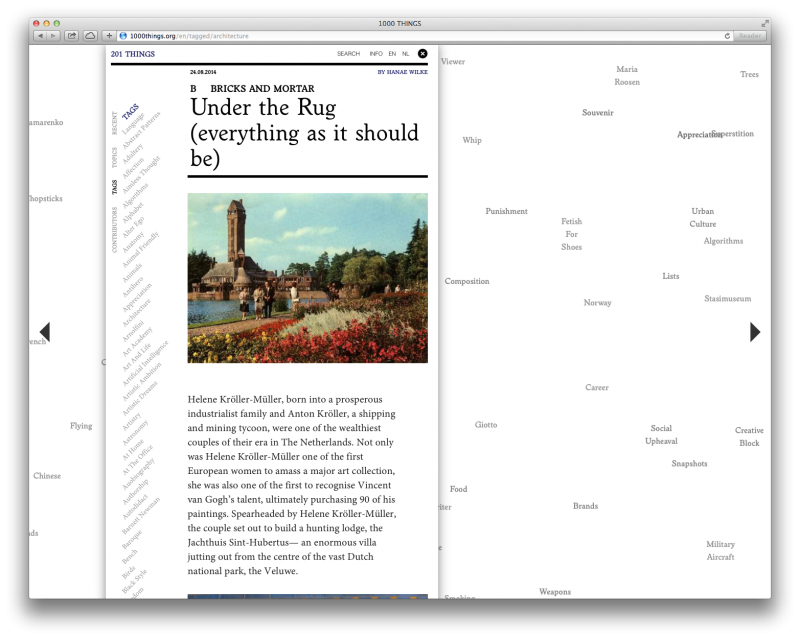 1000 THINGS
1000things.org/en/tagged/architecture
Reader
201 THINGS
SEARCH INFO EN NL
24.08.2014
BY HANAE WILKE
B BRICKS AND MORTAR
Under the Rug
(everything as it should
be)
RECENT
TOPICS
TAGS
CONTRIBUTORS
TAGS
Language
Abstract Patterns
Adultery
Affection
Aimless Thought
Algorithms
Alphabet
Alter Ego
Anatomy
Animal Friendly
Animals
Antihero
Appreciation
Architecture
Arnolfini
Art Academy
Art And Life
Artificial Intelligence
Artistic Ambition
Artistic Dreams
Artistry
Astronomy
At Home
At The Office
Autobiography
Authorship
Autodidact
Barnett Newman
Baroque
Bench
Birds
Black Style
Helene Kröller-Müller, born into a prosperous
industrialist family and Anton Kröller, a shipping
and mining tycoon, were one of the wealthiest
couples of their era in The Netherlands. Not only
was Helene Kröller-Müller one of the first
European women to amass a major art collection,
she was also one of the first to recognise Vincent
van Gogh's talent, ultimately purchasing 90 of his
paintings. Spearheaded by Helene Kröller-Müller,
the couple set out to build a hunting lodge, the
Jachthuis Sint-Hubertus— an enormous villa
jutting out from the centre of the vast Dutch
national park, the Veluwe.
amarenko
hopsticks
ench
C
Flying
Chinese
ds
Viewer
Maria
Roosen
Trees
Souvenir
Whip
Appreciation
Superstition
Punishment
Fetish
For
Shoes
Urban
Culture
Algorithms
Composition
Lists
Norway
Stasimuseum
Career
Giotto
Social
Upheaval
Creative
Block
Snapshots
Food
riter
Brands
e
Military
Aircraft
Weapons
Smoking